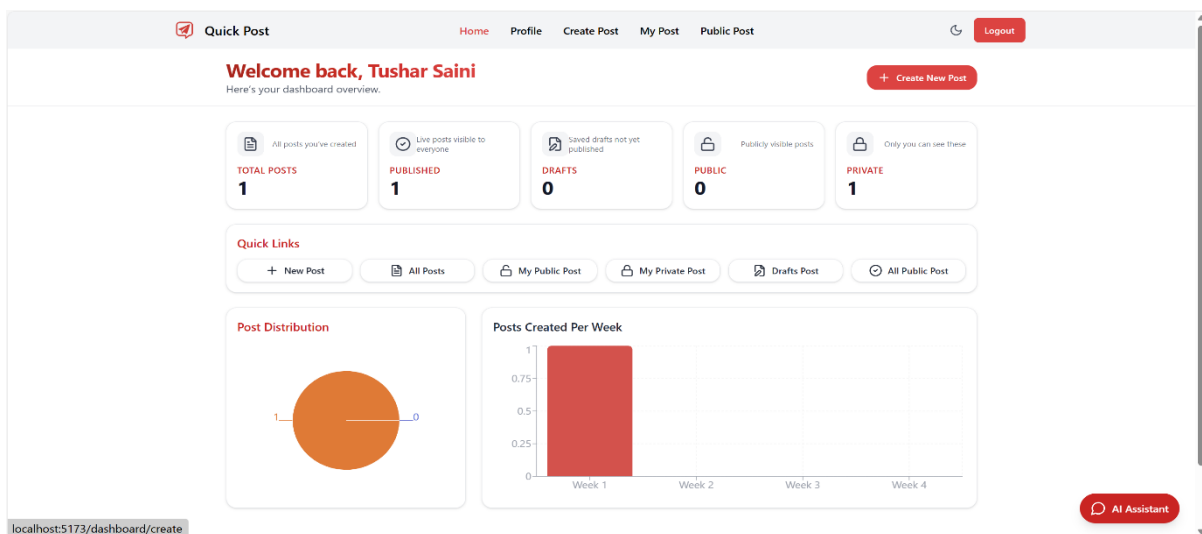 Quick Post
Home Profile Create Post My Post Public Post
Logout
Welcome back, Tushar Saini
Here's your dashboard overview.
+ Create New Post
All posts you've created
TOTAL POSTS
1
Live posts visible to
everyone
PUBLISHED
1
Saved drafts not yet
published
DRAFTS
0
Publicly visible posts
PUBLIC
0
Only you can see these
PRIVATE
1
Quick Links
+ New Post
All Posts
My Public Post
My Private Post
Drafts Post
All Public Post
Post Distribution
1
0
Posts Created Per Week
1
0.75
0.5
0.25
0
Week 1 Week 2 Week 3 Week 4
AI Assistant
localhost:5173/dashboard/create